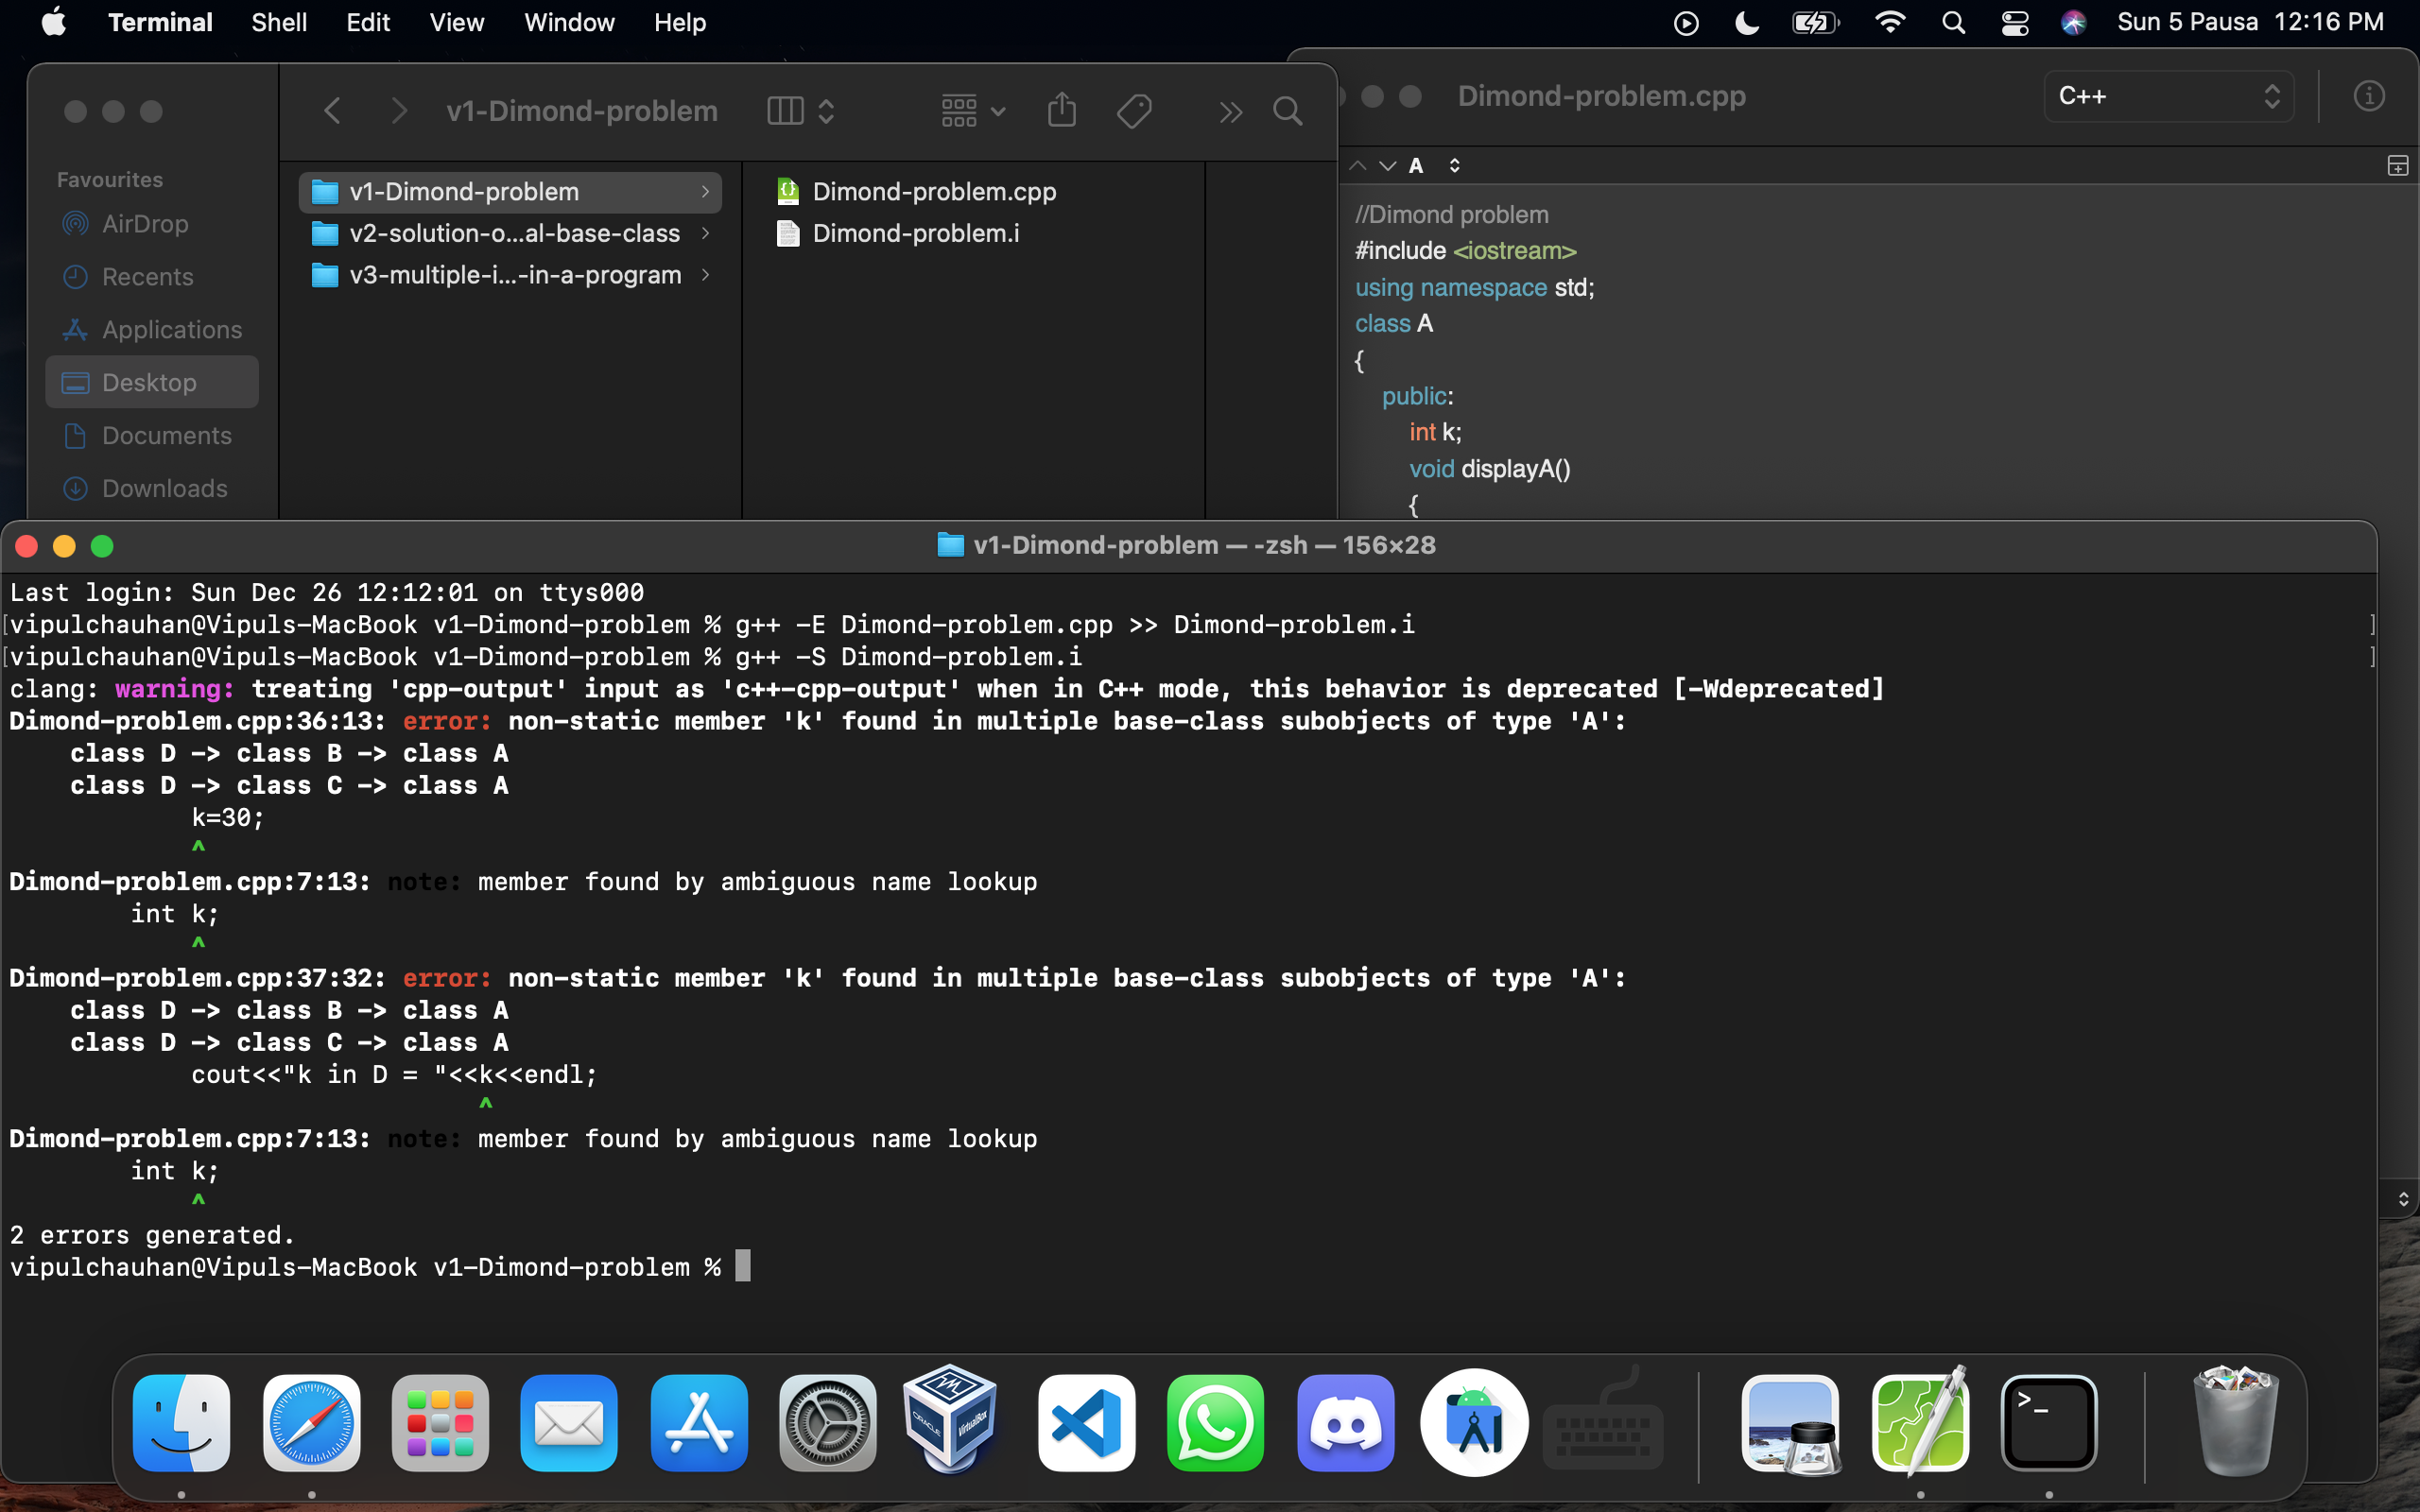 Terminal Shell Edit View Window Help Sun 5 Pausa 12:16 PM
v1-Dimond-problem
Favourites
AirDrop
Recents
Applications
Desktop
Documents
Downloads
v1-Dimond-problem
v2-solution-o...al-base-class
v3-multiple-i...-in-a-program
Dimond-problem.cpp
Dimond-problem.i
Dimond-problem.cpp C++
A
//Dimond problem
#include <iostream>
using namespace std;
class A
{
public:
int k;
void displayA()
{
v1-Dimond-problem — -zsh — 156×28
Last login: Sun Dec 26 12:12:01 on ttys000
[vipulchauhan@Vipuls-MacBook v1-Dimond-problem % g++ -E Dimond-problem.cpp >> Dimond-problem.i ]
[vipulchauhan@Vipuls-MacBook v1-Dimond-problem % g++ -S Dimond-problem.i ]
clang: warning: treating 'cpp-output' input as 'c++-cpp-output' when in C++ mode, this behavior is deprecated [-Wdeprecated]
Dimond-problem.cpp:36:13: error: non-static member 'k' found in multiple base-class subobjects of type 'A':
class D -> class B -> class A
class D -> class C -> class A
k=30;
^
Dimond-problem.cpp:7:13: note: member found by ambiguous name lookup
int k;
^
Dimond-problem.cpp:37:32: error: non-static member 'k' found in multiple base-class subobjects of type 'A':
class D -> class B -> class A
class D -> class C -> class A
cout<<"k in D = "<<k<<endl;
^
Dimond-problem.cpp:7:13: note: member found by ambiguous name lookup
int k;
^
2 errors generated.
vipulchauhan@Vipuls-MacBook v1-Dimond-problem %
ORACLE VirtualBox
>_